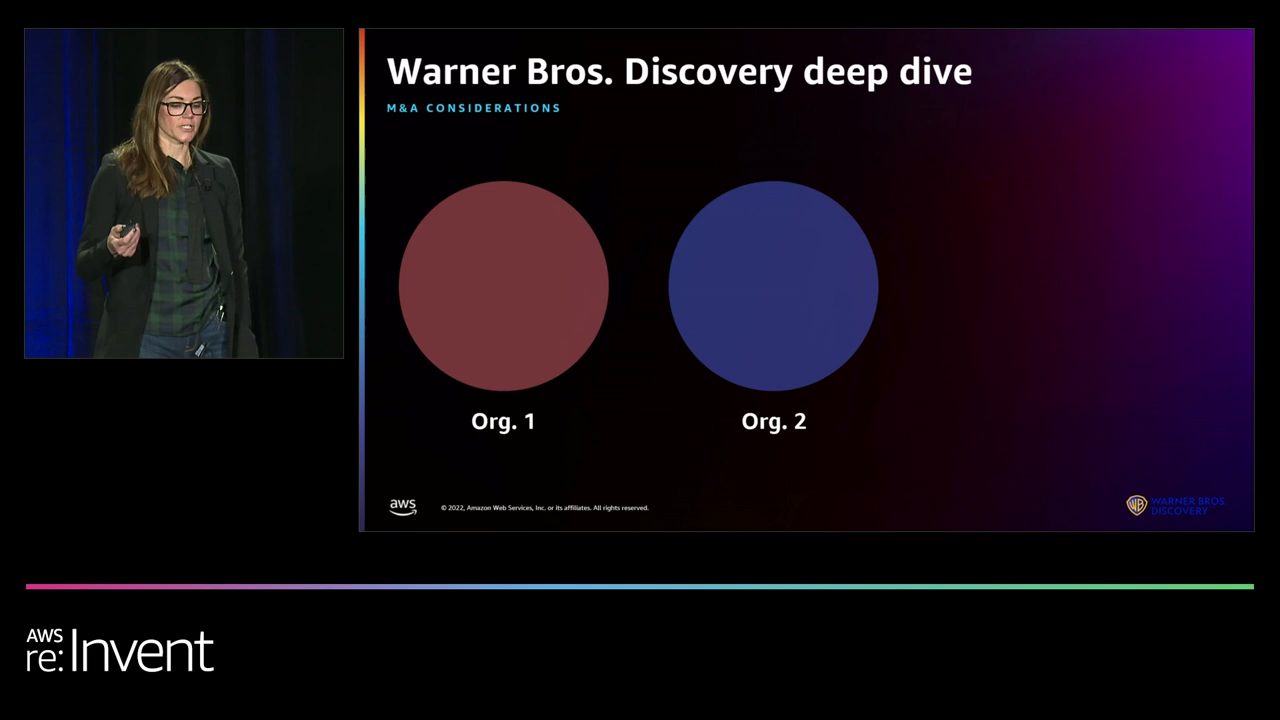 Warner Bros. Discovery deep dive
M&A CONSIDERATIONS
Org. 1
Org. 2
aws
© 2022, Amazon Web Services, Inc. or its affiliates. All rights reserved.
WB
WARNER BROS.
DISCOVERY
AWS
re:Invent